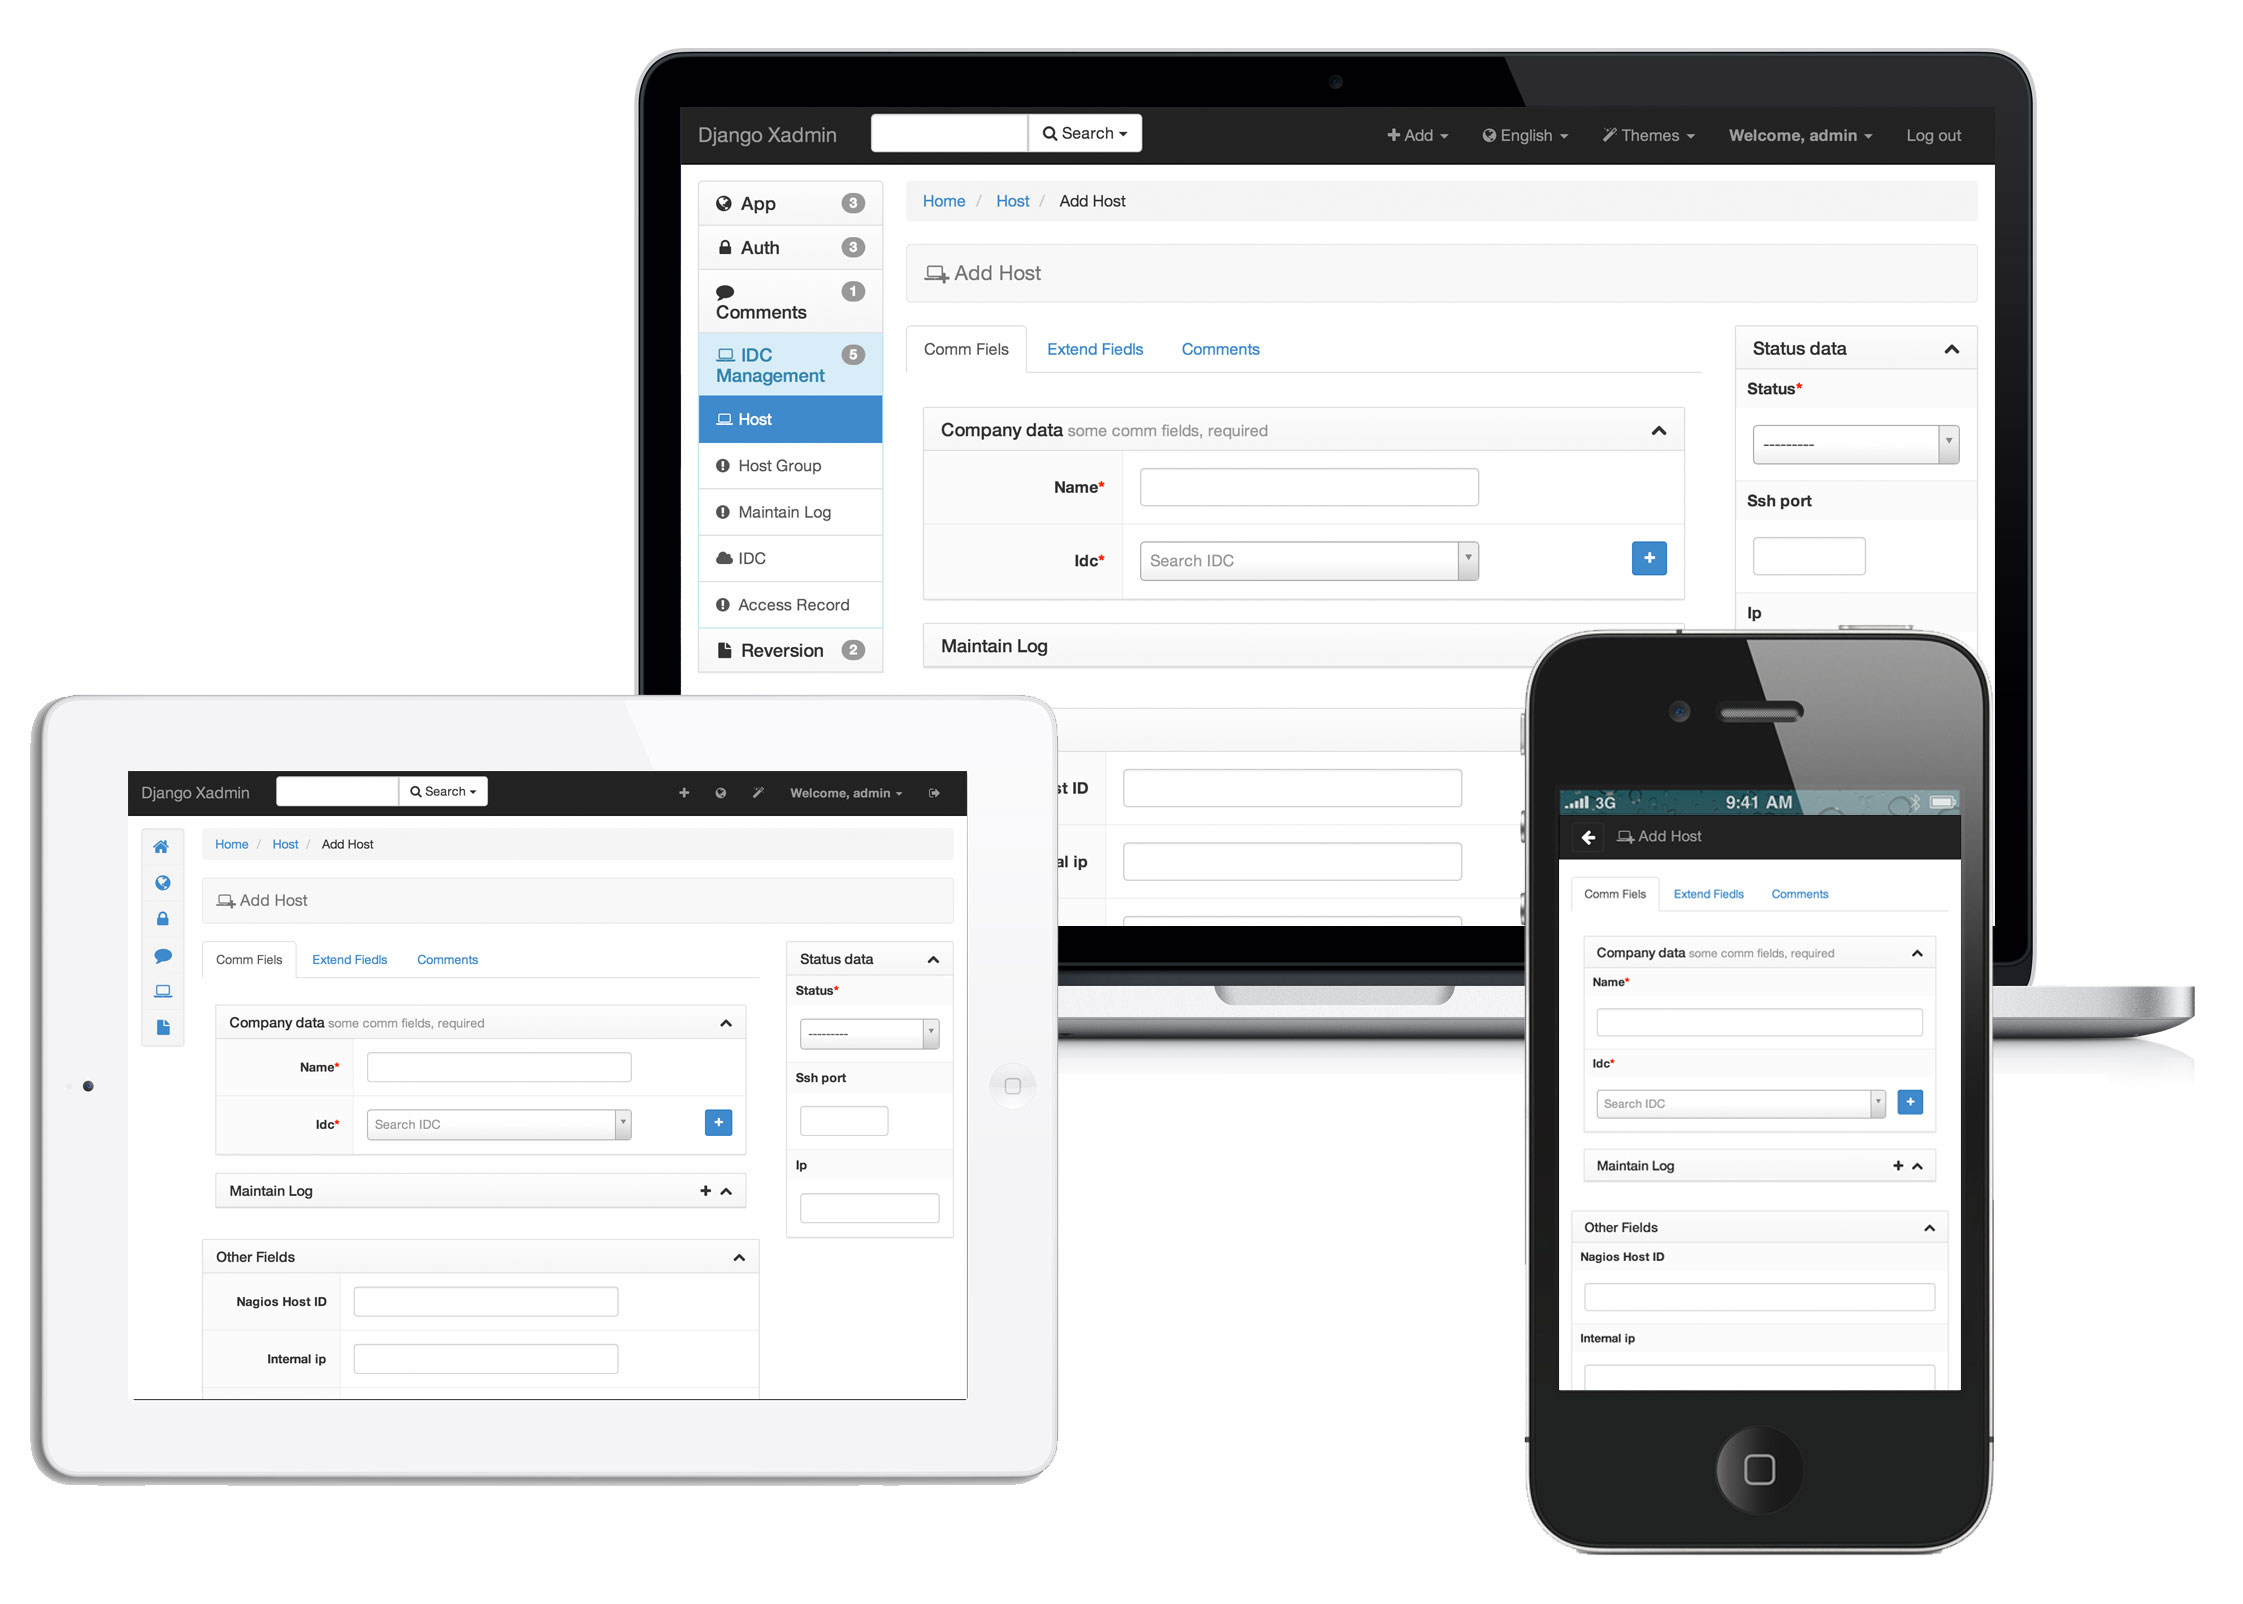 Django Xadmin Search Add English Themes Welcome, admin Log out
App 3
Auth 3
Comments 1
IDC Management 5
Host
Host Group
Maintain Log
IDC
Access Record
Reversion 2
Home / Host / Add Host
Add Host
Comm Fiels Extend Fiedls Comments
Company data some comm fields, required
Name*
Idc* Search IDC +
Maintain Log
st ID
al ip
Status data
Status*
---------
Ssh port
Ip
Django Xadmin Search Welcome, admin
Home / Host / Add Host
Add Host
Comm Fiels Extend Fiedls Comments
Company data some comm fields, required
Name*
Idc* Search IDC +
Maintain Log +
Other Fields
Nagios Host ID
Internal ip
Status data
Status*
---------
Ssh port
Ip
3G 9:41 AM
Add Host
Comm Fiels Extend Fiedls Comments
Company data some comm fields, required
Name*
Idc*
Search IDC +
Maintain Log +
Other Fields
Nagios Host ID
Internal ip